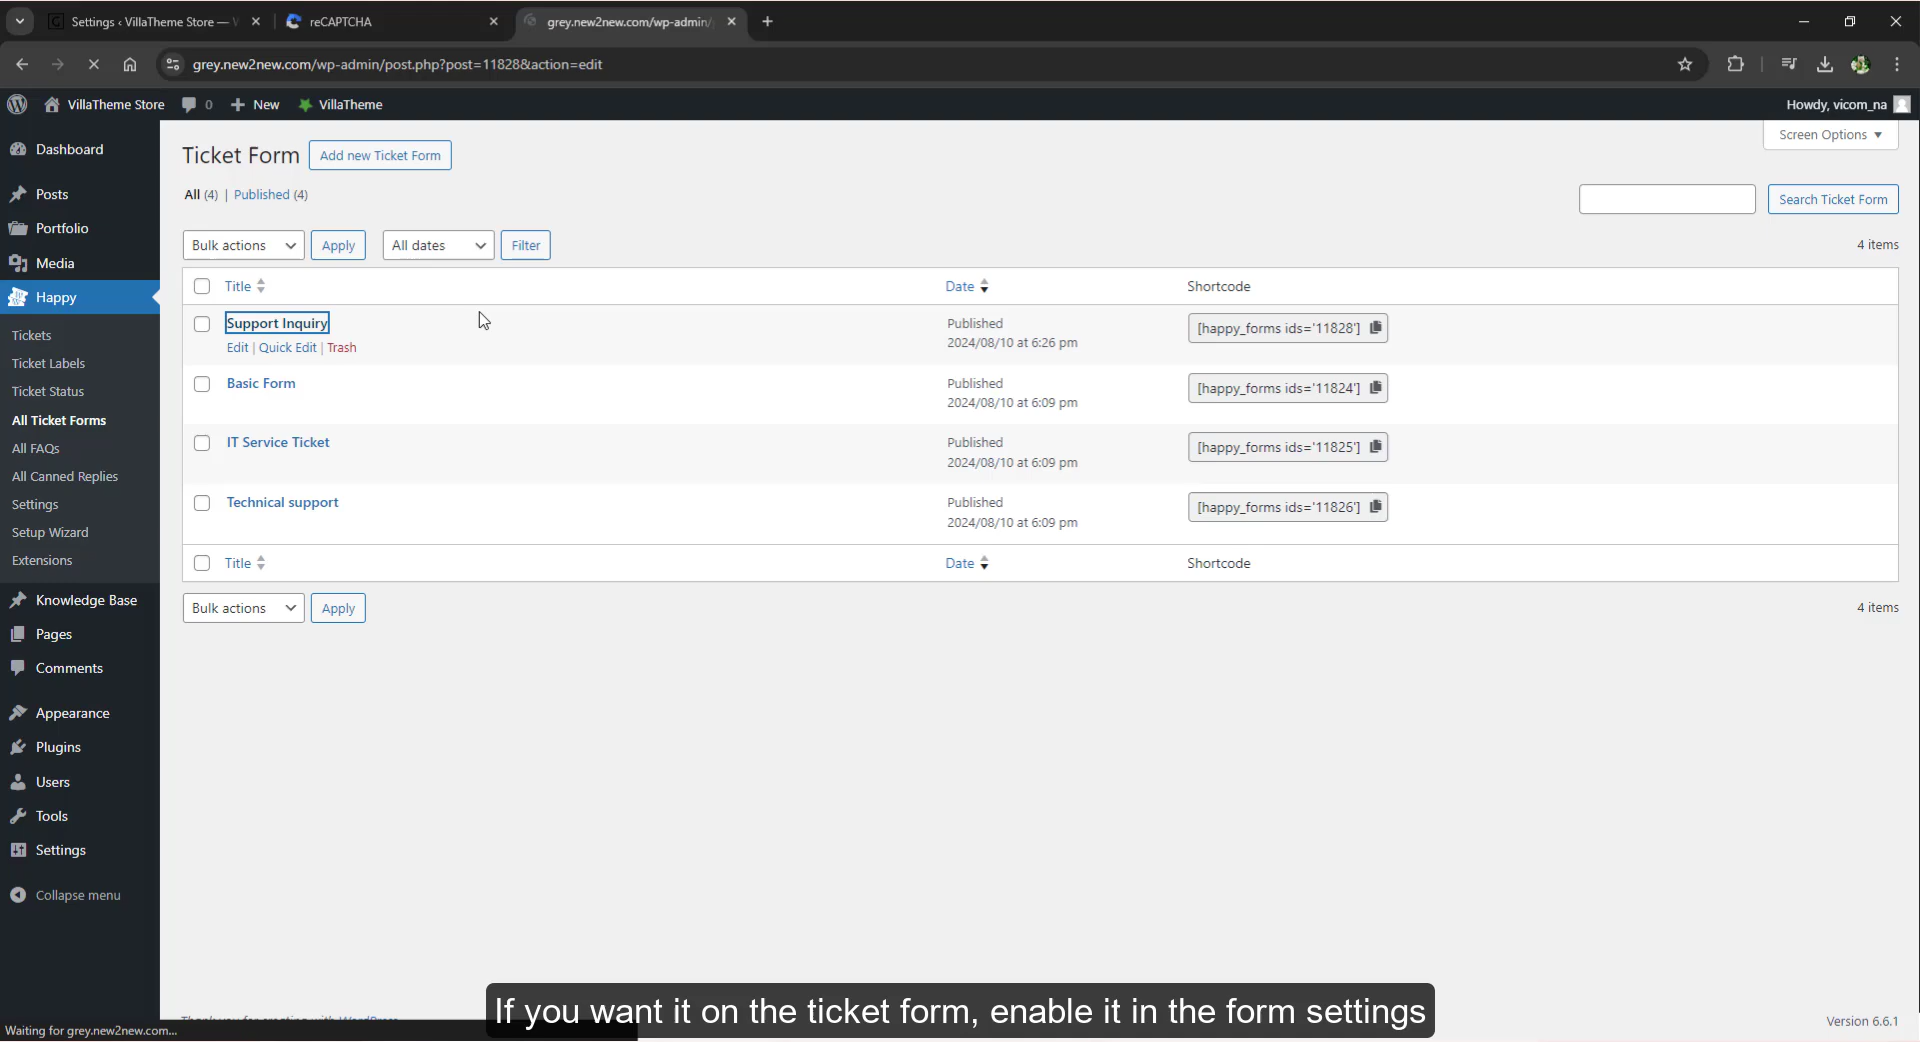 Settings ‹ VillaTheme Store —
reCAPTCHA
grey.new2new.com/wp-admin/
grey.new2new.com/wp-admin/post.php?post=11828&action=edit
VillaTheme Store
0
New
VillaTheme
Howdy, vicom_na
Dashboard
Posts
Portfolio
Media
Happy
Tickets
Ticket Labels
Ticket Status
All Ticket Forms
All FAQs
All Canned Replies
Settings
Setup Wizard
Extensions
Knowledge Base
Pages
Comments
Appearance
Plugins
Users
Tools
Settings
Collapse menu
Screen Options
Ticket Form
Add new Ticket Form
All (4) | Published (4)
Search Ticket Form
Bulk actions
Apply
All dates
Filter
4 items
Title
Date
Shortcode
Support Inquiry
Edit | Quick Edit | Trash
Published
2024/08/10 at 6:26 pm
[happy_forms ids='11828']
Basic Form
Published
2024/08/10 at 6:09 pm
[happy_forms ids='11824']
IT Service Ticket
Published
2024/08/10 at 6:09 pm
[happy_forms ids='11825']
Technical support
Published
2024/08/10 at 6:09 pm
[happy_forms ids='11826']
Title
Date
Shortcode
Bulk actions
Apply
4 items
If you want it on the ticket form, enable it in the form settings
Version 6.6.1
Waiting for grey.new2new.com...